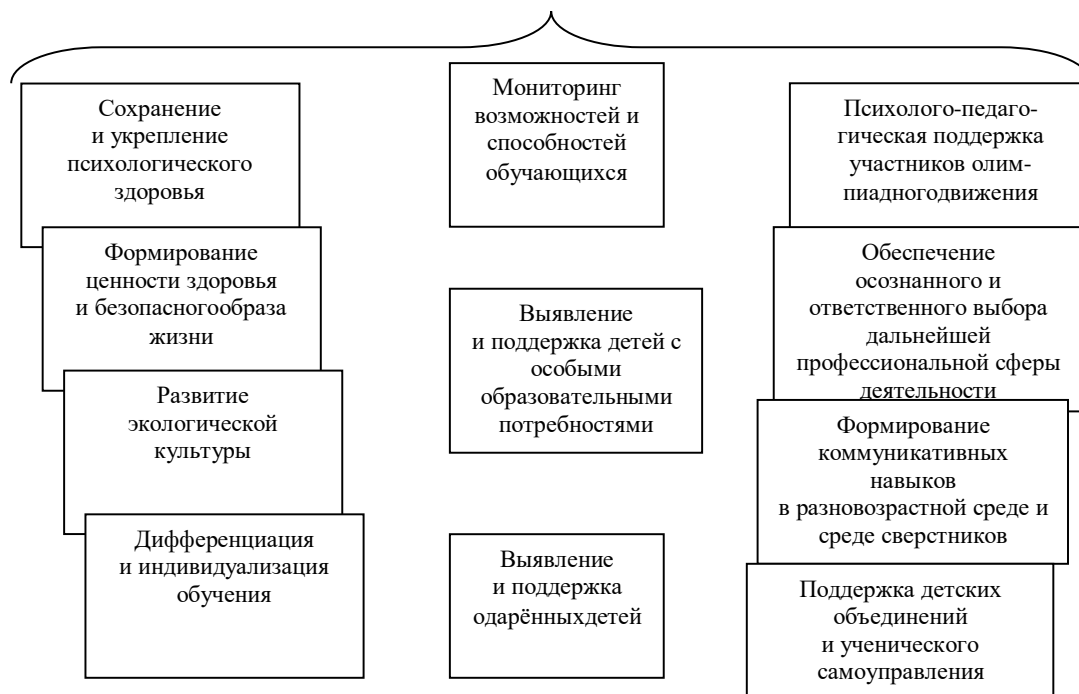 Сохранение
и укрепление
психологического
здоровья
Формирование
ценности здоровья
и безопасногообраза
жизни
Развитие
экологической
культуры
Дифференциация
и индивидуализация
обучения
Мониторинг
возможностей и
способностей
обучающихся
Выявление
и поддержка детей с
особыми
образовательными
потребностями
Выявление
и поддержка
одарённыхдетей
Психолого-педаго-
гическая поддержка
участников олим-
пиадногодвижения
Обеспечение
осознанного и
ответственного выбора
дальнейшей
профессиональной сферы
деятельности
Формирование
коммуникативных
навыков
в разновозрастной среде и
среде сверстников
Поддержка детских
объединений
и ученического
самоуправления